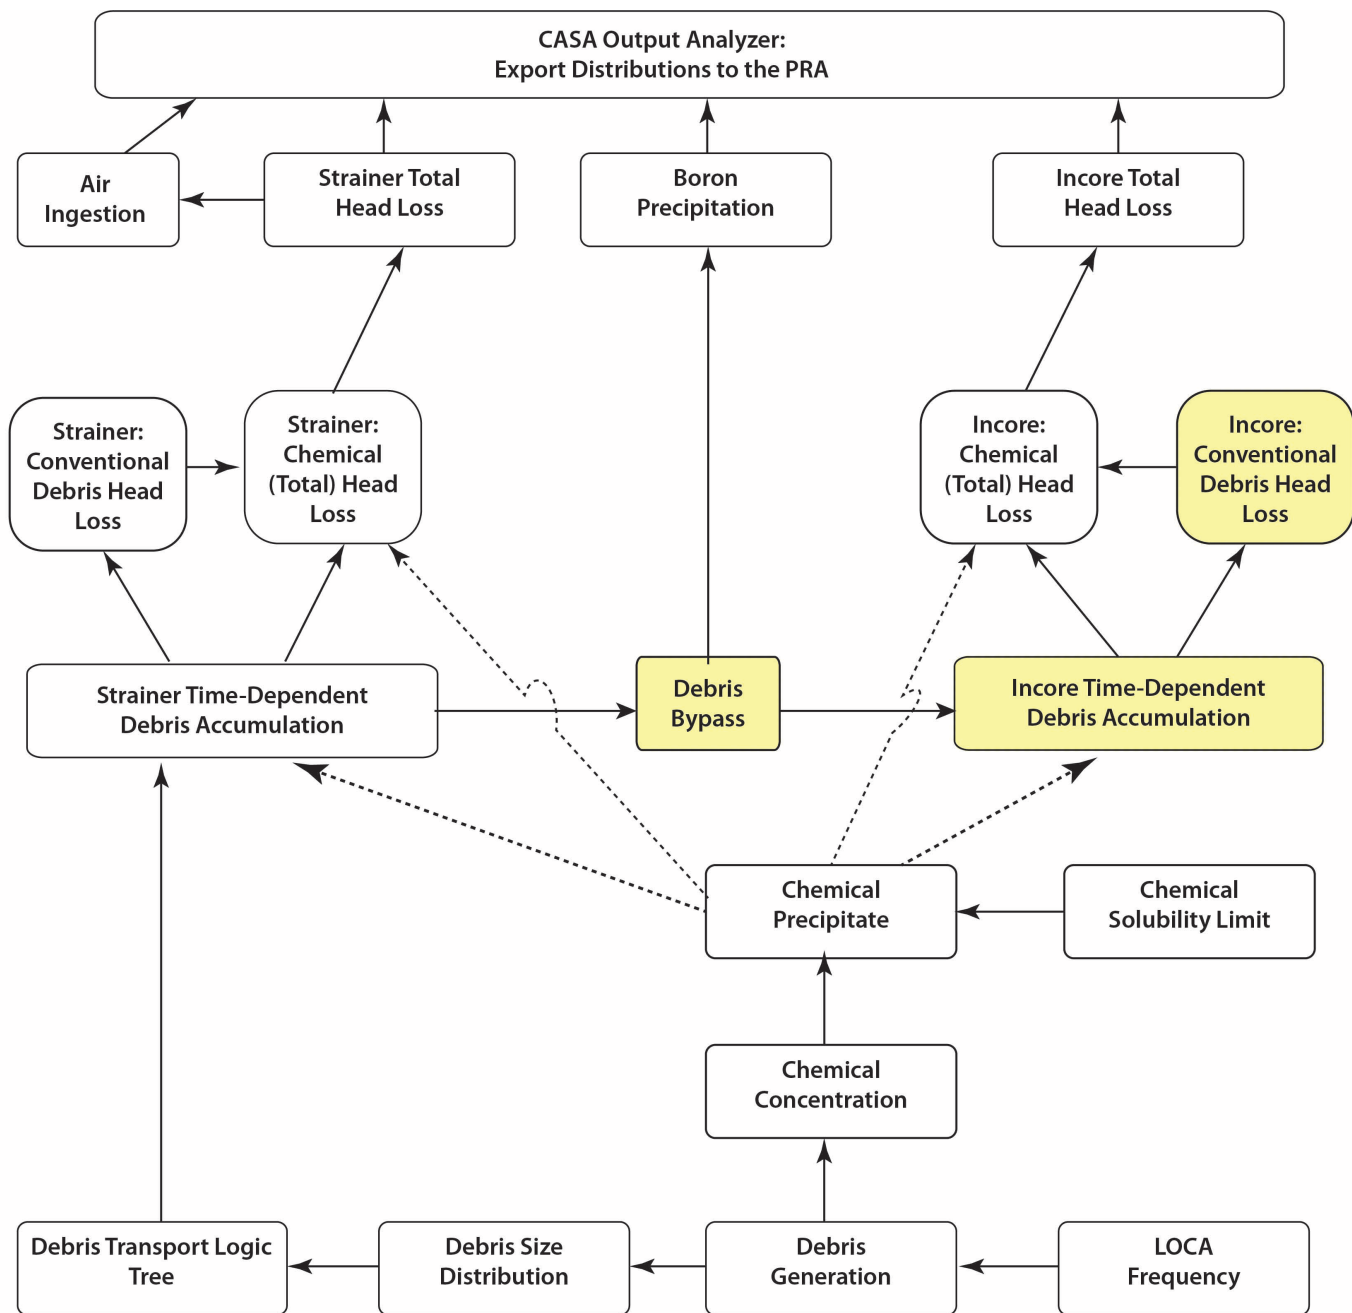 CASA Output Analyzer:
Export Distributions to the PRA
Air
Ingestion
Strainer Total
Head Loss
Boron
Precipitation
Incore Total
Head Loss
Strainer:
Conventional
Debris Head
Loss
Strainer:
Chemical
(Total) Head
Loss
Incore:
Chemical
(Total) Head
Loss
Incore:
Conventional
Debris Head
Loss
Strainer Time-Dependent
Debris Accumulation
Debris
Bypass
Incore Time-Dependent
Debris Accumulation
Chemical
Precipitate
Chemical
Solubility Limit
Chemical
Concentration
Debris Transport Logic
Tree
Debris Size
Distribution
Debris
Generation
LOCA
Frequency